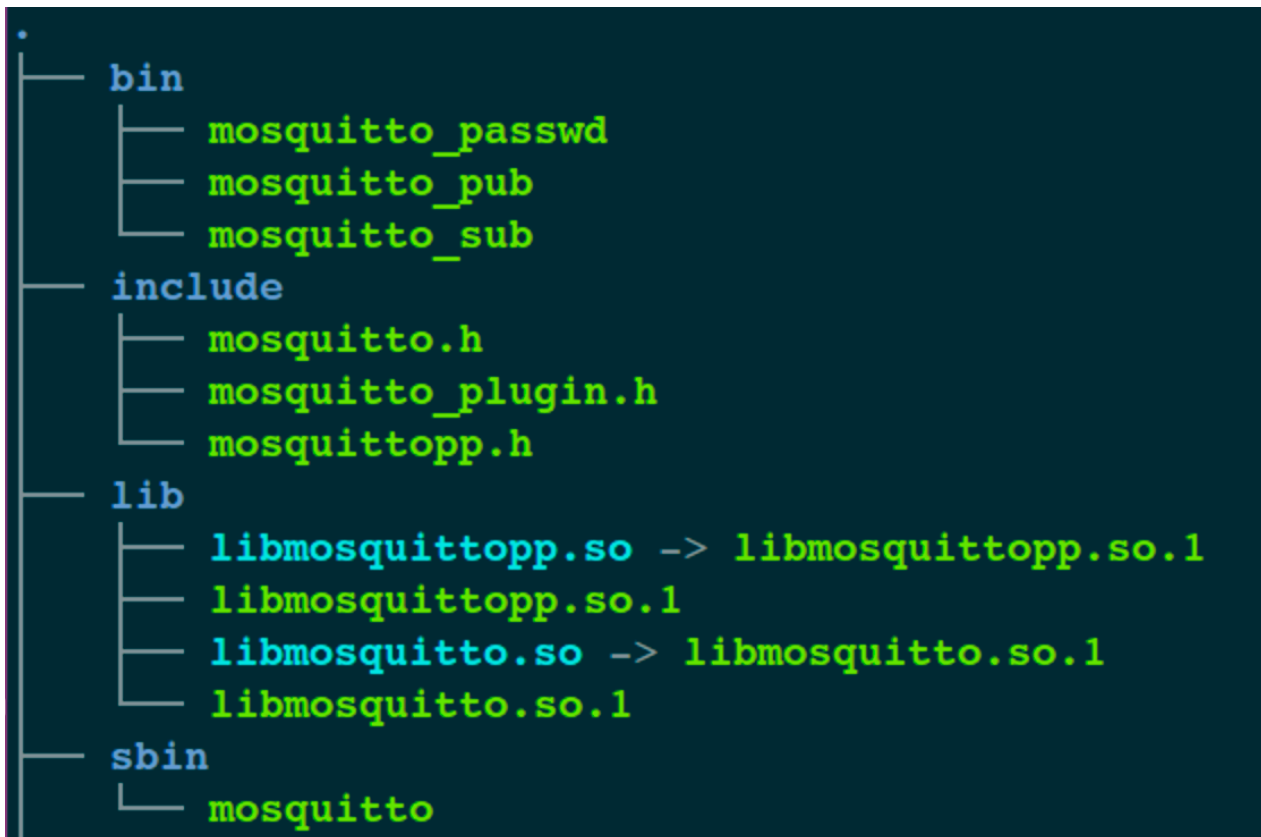 .
├── bin
│   ├── mosquitto_passwd
│   ├── mosquitto_pub
│   └── mosquitto_sub
├── include
│   ├── mosquitto.h
│   ├── mosquitto_plugin.h
│   └── mosquittopp.h
├── lib
│   ├── libmosquittopp.so -> libmosquittopp.so.1
│   ├── libmosquittopp.so.1
│   ├── libmosquitto.so -> libmosquitto.so.1
│   └── libmosquitto.so.1
├── sbin
│   └── mosquitto